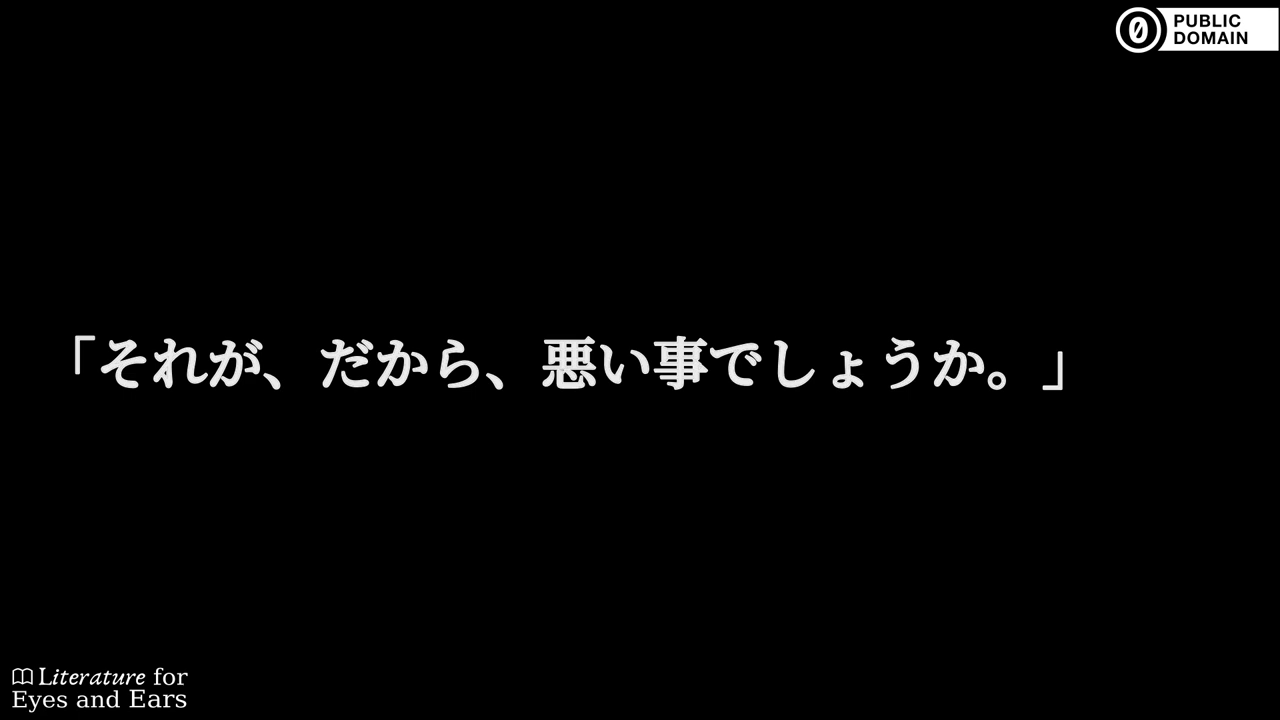 PUBLIC
DOMAIN
「それが、だから、悪い事でしょうか。」
Literature for
Eyes and Ears